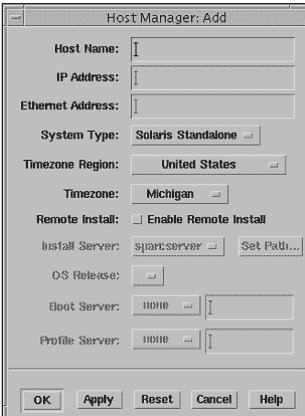 Host Manager: Add
Host Name:
IP Address:
Ethernet Address:
System Type: Solaris Standalone
Timezone Region: United States
Timezone: Michigan
Remote Install: Enable Remote Install
Install Server: sparcserver Set Path...
OS Release:
Boot Server: none
Profile Server: none
OK Apply Reset Cancel Help